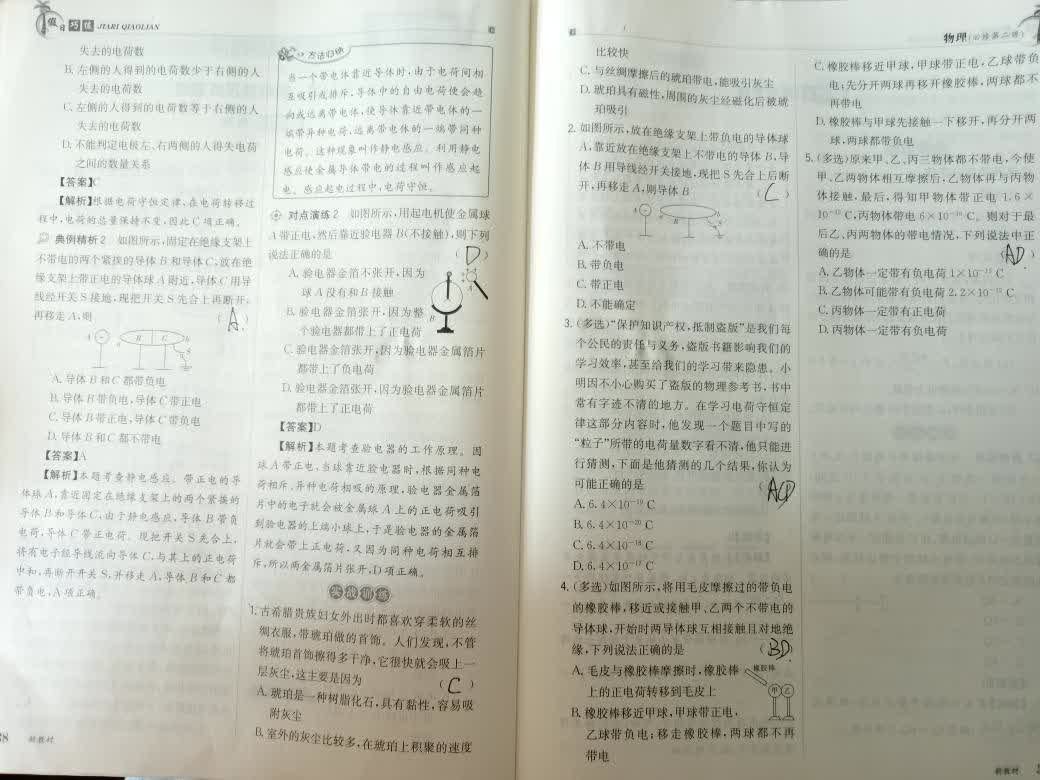 假日巧练 JIARI QIAOLIAN
失去的电荷数
B. 左侧的人得到的电荷数少于右侧的人
失去的电荷数
C. 左侧的人得到的电荷数等于右侧的人
失去的电荷数
D. 不能判定电极左、右两侧的人得失电荷
之间的数量关系
【答案】C
【解析】根据电荷守恒定律,在电荷转移过
程中,电荷的总量保持不变,因此C项正确。
典例精析2 如图所示,固定在绝缘支架上
不带电的两个紧挨的导体B和导体C,放在绝
缘支架上带正电的导体球A附近,导体C用导
线经开关S接地,现把开关S先合上再断开,
再移走A,则 ( A )
A B C b S
A. 导体B和C都带负电
B. 导体B带负电,导体C带正电
C. 导体B带正电,导体C带负电
D. 导体B和C都不带电
【答案】A
【解析】本题考查静电感应。带正电的导
体球A,靠近固定在绝缘支架上的两个紧挨的
导体B和导体C,由于静电感应,导体B带负
电荷,导体C带正电荷。现把开关S先合上,
将有电子经导线流向导体C,与其上的正电荷
中和,再断开开关S,并移走A,导体B和C都
带负电,A项正确。
新教材
方法归纳
当一个带电体靠近导体时,由于电荷间相
互吸引或排斥,导体中的自由电荷便会趋
向或远离带电体,使导体靠近带电体的一
端带异种电荷,远离带电体的一端带同种
电荷。这种现象叫作静电感应。利用静电
感应使金属导体带电的过程叫作感应起
电。感应起电过程中,电荷守恒。
对点演练2 如图所示,用起电机使金属球
A带正电,然后靠近验电器B(不接触),则下列
说法正确的是 ( D )
A. 验电器金箔不张开,因为
球A没有和B接触
B. 验电器金箔张开,因为整
个验电器都带上了正电荷
A B
C. 验电器金箔张开,因为验电器金属箔片
都带上了负电荷
D. 验电器金箔张开,因为验电器金属箔片
都带上了正电荷
【答案】D
【解析】本题考查验电器的工作原理。因
球A带正电,当球靠近验电器时,根据同种电
荷相斥,异种电荷相吸的原理,验电器金属箔
片中的电子就会被金属球A上的正电荷吸引
到验电器的上端小球上,于是验电器的金属箔
片就会带上正电荷,又因为同种电荷相互排
斥,所以两金属箔片张开,D项正确。
实战训练
1. 古希腊贵族妇女外出时都喜欢穿柔软的丝
绸衣服,带琥珀做的首饰。人们发现,不管
将琥珀首饰擦得多干净,它很快就会吸上一
层灰尘,这主要是因为 ( C )
A. 琥珀是一种树脂化石,具有黏性,容易吸
附灰尘
B. 室外的灰尘比较多,在琥珀上积聚的速度
物理(必修第三册)
比较快
C. 与丝绸摩擦后的琥珀带电,能吸引灰尘
D. 琥珀具有磁性,周围的灰尘经磁化后被琥
珀吸引
2. 如图所示,放在绝缘支架上带负电的导体球
A,靠近放在绝缘支架上不带电的导体B,导
体B用导线经开关接地,现把S先合上后断
开,再移走A,则导体B ( C )
A B b
A. 不带电
B. 带负电
C. 带正电
D. 不能确定
3. (多选)“保护知识产权,抵制盗版”是我们每
个公民的责任与义务,盗版书籍影响我们的
学习效率,甚至给我们的学习带来隐患。小
明因不小心购买了盗版的物理参考书,书中
常有字迹不清的地方。在学习电荷守恒定
律这部分内容时,他发现一个题目中写的
“粒子”所带的电荷量数字看不清,他只能进
行猜测,下面是他猜测的几个结果,你认为
可能正确的是 ( ACD )
A. 6.4×10⁻¹⁹ C
B. 6.4×10⁻²⁰ C
C. 6.4×10⁻¹⁸ C
D. 6.4×10⁻¹⁷ C
4. (多选)如图所示,将用毛皮摩擦过的带负电
的橡胶棒,移近或接触甲、乙两个不带电的
导体球,开始时两导体球互相接触且对地绝
缘,下列说法正确的是 ( BD )
A. 毛皮与橡胶棒摩擦时,橡胶棒
上的正电荷转移到毛皮上
橡胶棒
甲 乙
B. 橡胶棒移近甲球,甲球带正电,
乙球带负电;移走橡胶棒,两球都不再
带电
C. 橡胶棒移近甲球,甲球带正电,乙球带负
电;先分开两球再移开橡胶棒,两球都不
再带电
D. 橡胶棒与甲球先接触一下移开,再分开两
球,两球都带负电
5. (多选)原来甲、乙、丙三物体都不带电,今使
甲、乙两物体相互摩擦后,乙物体再与丙物
体接触,最后,得知甲物体带正电1.6×
10⁻¹⁵ C,丙物体带电8×10⁻¹⁶ C。则对于最
后乙、丙两物体的带电情况,下列说法中正
确的是 ( AD )
A. 乙物体一定带有负电荷
B. 乙物体可能带有负电荷2.2×10⁻¹⁵ C
C. 丙物体一定带有正电荷
D. 丙物体一定带有负电荷
新教材